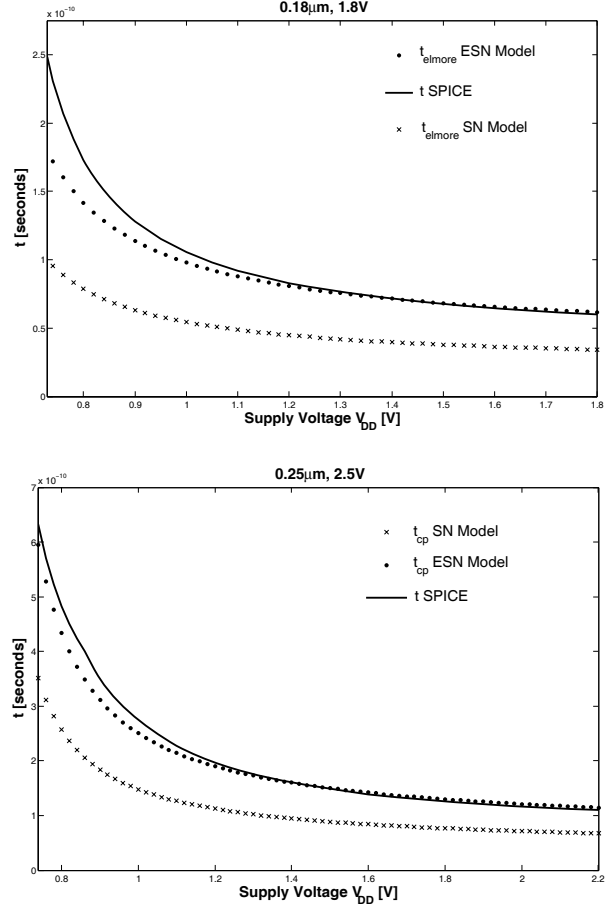 0.18μm, 1.8V
x 10⁻¹⁰
2.5
2
1.5
1
0.5
0
t [seconds]
t_elmore ESN Model
t SPICE
t_elmore SN Model
0.8 0.9 1 1.1 1.2 1.3 1.4 1.5 1.6 1.7 1.8
Supply Voltage V_DD [V]
0.25μm, 2.5V
x 10⁻¹⁰
7
6
5
4
3
2
1
0
t [seconds]
t_cp SN Model
t_cp ESN Model
t SPICE
0.8 1 1.2 1.4 1.6 1.8 2 2.2
Supply Voltage V_DD [V]